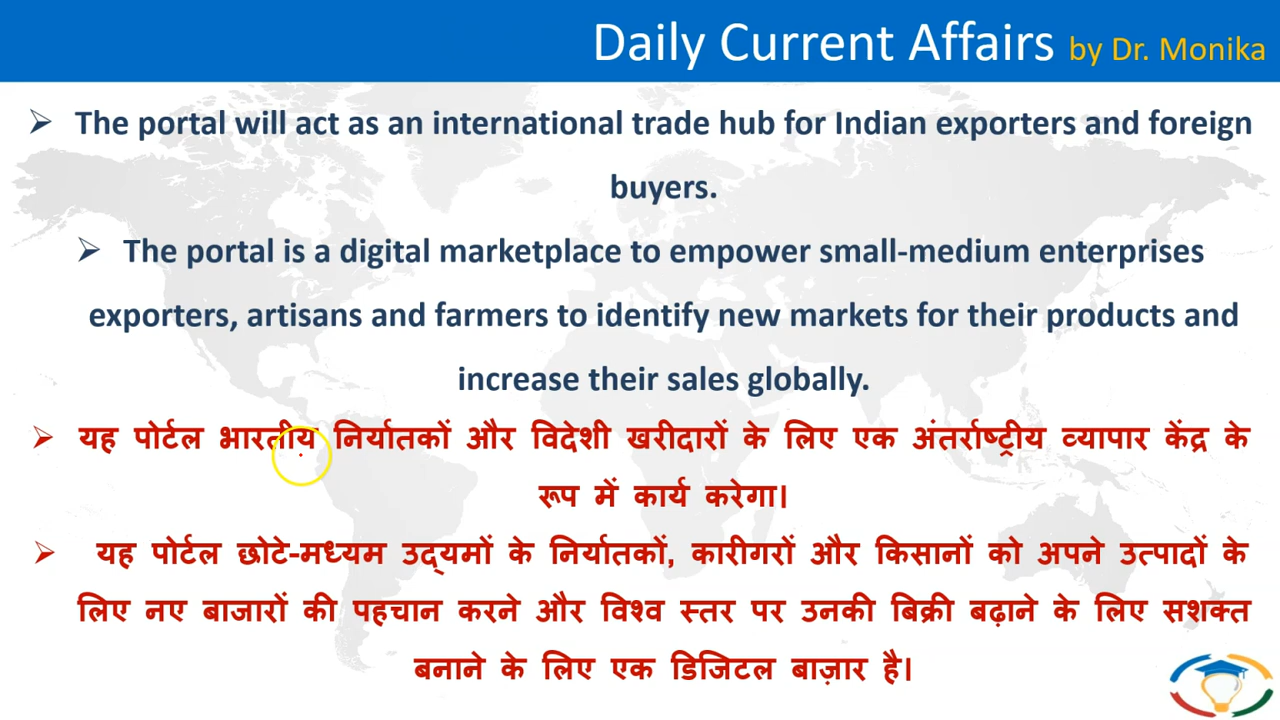 Daily Current Affairs by Dr. Monika
➢ The portal will act as an international trade hub for Indian exporters and foreign
buyers.
➢ The portal is a digital marketplace to empower small-medium enterprises
exporters, artisans and farmers to identify new markets for their products and
increase their sales globally.
➢ यह पोर्टल भारतीय निर्यातकों और विदेशी खरीदारों के लिए एक अंतर्राष्ट्रीय व्यापार केंद्र के
रूप में कार्य करेगा।
➢ यह पोर्टल छोटे-मध्यम उद्यमों के निर्यातकों, कारीगरों और किसानों को अपने उत्पादों के
लिए नए बाजारों की पहचान करने और विश्व स्तर पर उनकी बिक्री बढ़ाने के लिए सशक्त
बनाने के लिए एक डिजिटल बाज़ार है।